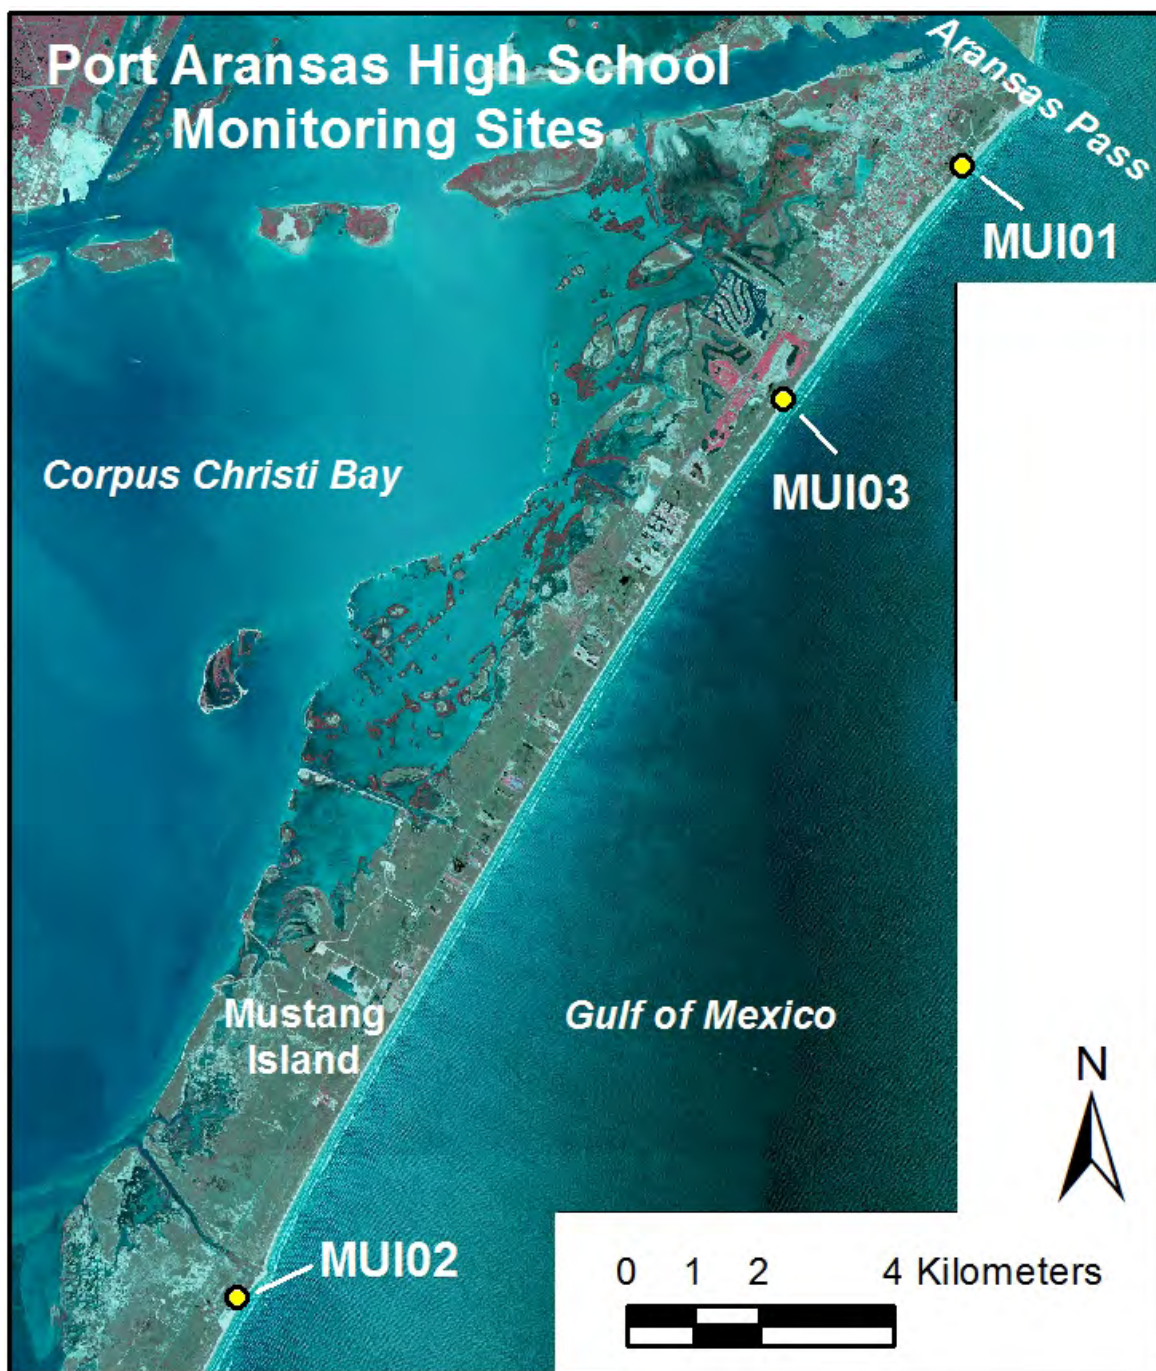 Port Aransas High School
Monitoring Sites
Aransas Pass
MUI01
MUI03
Corpus Christi Bay
Mustang
Island
Gulf of Mexico
N
MUI02
0 1 2 4 Kilometers